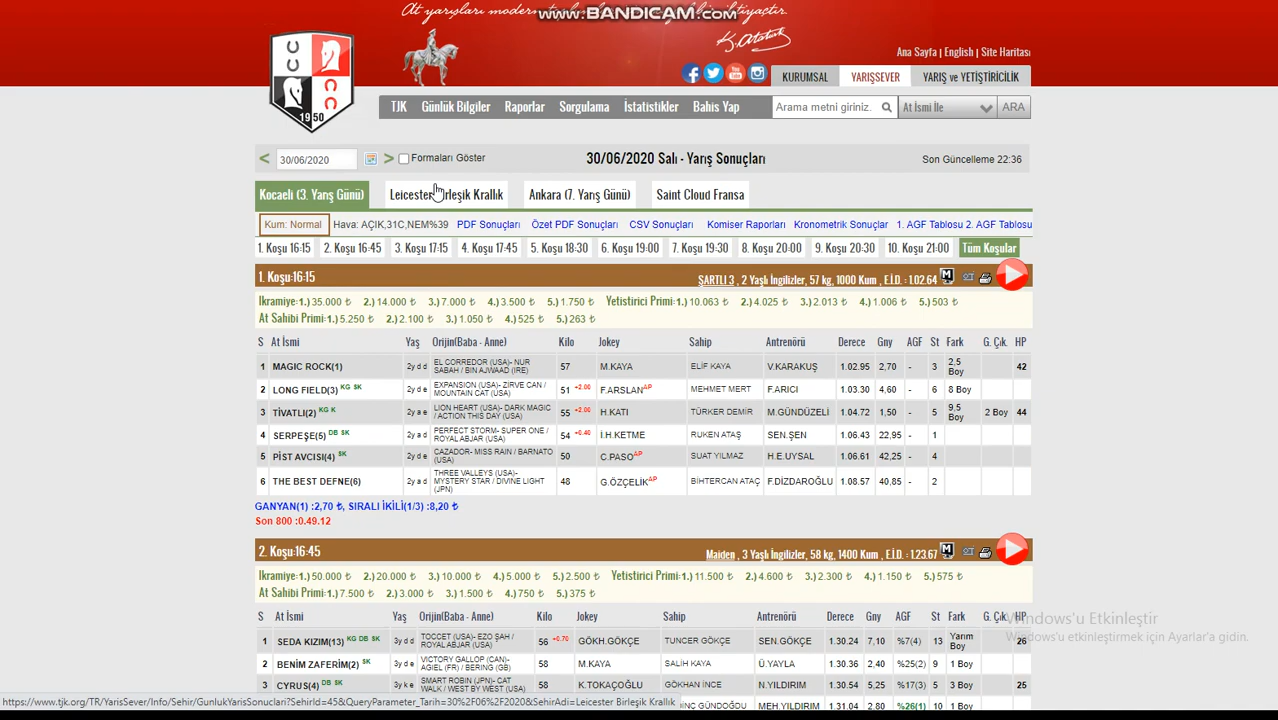 At yarışları modern
ihtiyaçtır.
www.BANDICAM.com
K. Atatürk
1950
Ana Sayfa | English | Site Haritası
KURUMSAL YARIŞSEVER YARIŞ ve YETİŞTİRİCİLİK
TJK Günlük Bilgiler Raporlar Sorgulama İstatistikler Bahis Yap Arama metni giriniz. At İsmi İle ARA
< 30/06/2020 > Formaları Göster 30/06/2020 Salı - Yarış Sonuçları Son Güncelleme 22:36
Kocaeli (3. Yarış Günü) Leicester Birleşik Krallık Ankara (7. Yarış Günü) Saint Cloud Fransa
Kum: Normal Hava: AÇIK,31C,NEM%39 PDF Sonuçları Özet PDF Sonuçları CSV Sonuçları Komiser Raporları Kronometrik Sonuçlar 1. AGF Tablosu 2. AGF Tablosu
1. Koşu 16:15 2. Koşu 16:45 3. Koşu 17:15 4. Koşu 17:45 5. Koşu 18:30 6. Koşu 19:00 7. Koşu 19:30 8. Koşu 20:00 9. Koşu 20:30 10. Koşu 21:00 Tüm Koşular
1. Koşu:16:15 ŞARTLI 3 , 2 Yaşlı İngilizler, 57 kg, 1000 Kum , E.İ.D. : 1.02.64
İkramiye:1.) 35.000 ₺ 2.) 14.000 ₺ 3.) 7.000 ₺ 4.) 3.500 ₺ 5.) 1.750 ₺ Yetistirici Primi:1.) 10.063 ₺ 2.) 4.025 ₺ 3.) 2.013 ₺ 4.) 1.006 ₺ 5.) 503 ₺
At Sahibi Primi:1.) 5.250 ₺ 2.) 2.100 ₺ 3.) 1.050 ₺ 4.) 525 ₺ 5.) 263 ₺
S At İsmi Yaş Orijin(Baba - Anne) Kilo Jokey Sahip Antrenörü Derece Gny AGF St Fark G. Çık. HP
1 MAGIC ROCK(1) 2y d d EL CORREDOR (USA)- NUR SABAH / BIN AJWAAD (IRE) 57 M.KAYA ELİF KAYA V.KARAKUŞ 1.02.95 2,70 - 3 2,5 Boy 42
2 LONG FIELD(3) KG SK 2y d e EXPANSION (USA)- ZİRVE CAN / MOUNTAIN CAT (USA) 51 +2.00 F.ARSLAN AP MEHMET MERT F.ARICI 1.03.30 4,60 - 6 8 Boy
3 TİVATLI(2) KG K 2y a e LION HEART (USA)- DARK MAGIC / ACTION THIS DAY (USA) 55 +2.00 H.KATI TÜRKER DEMİR M.GÜNDÜZELİ 1.04.72 1,50 - 5 9,5 Boy 2 Boy 44
4 SERPEŞE(5) DB SK 2y a d PERFECT STORM- SUPER ONE / ROYAL ABJAR (USA) 54 +0.40 İ.H.KETME RUKEN ATAŞ SEN.ŞEN 1.06.43 22,95 - 1
5 PİST AVCISI(4) SK 2y d e CAZADOR- MISS RAIN / BARNATO (USA) 50 C.PASO AP SUAT YILMAZ H.E.UYSAL 1.06.61 42,25 - 4
6 THE BEST DEFNE(6) 2y a d THREE VALLEYS (USA)- MYSTERY STAR / DIVINE LIGHT (JPN) 48 G.ÖZÇELİK AP BİHTERCAN ATAÇ F.DİZDAROĞLU 1.08.57 40,85 - 2
GANYAN(1) :2,70 ₺, SIRALI İKİLİ(1/3) :8,20 ₺
Son 800 :0.49.12
2. Koşu:16:45 Maiden , 3 Yaşlı İngilizler, 58 kg, 1400 Kum , E.İ.D. : 1.23.67
İkramiye:1.) 50.000 ₺ 2.) 20.000 ₺ 3.) 10.000 ₺ 4.) 5.000 ₺ 5.) 2.500 ₺ Yetistirici Primi:1.) 11.500 ₺ 2.) 4.600 ₺ 3.) 2.300 ₺ 4.) 1.150 ₺ 5.) 575 ₺
At Sahibi Primi:1.) 7.500 ₺ 2.) 3.000 ₺ 3.) 1.500 ₺ 4.) 750 ₺ 5.) 375 ₺
S At İsmi Yaş Orijin(Baba - Anne) Kilo Jokey Sahip Antrenörü Derece Gny AGF St Fark G. Çık. HP
1 SEDA KIZIM(13) KG DB SK 3y d d TOCCET (USA)- EZO ŞAH / ROYAL ABJAR (USA) 56 +0.70 GÖKH.GÖKÇE TUNCER GÖKÇE SEN.GÖKÇE 1.30.24 7,10 %7(4) 13 Yarım Boy 26
2 BENİM ZAFERİM(2) SK 3y d e VICTORY GALLOP (CAN)- AGIEL (FR) / BERING (GB) 58 M.KAYA SALİH KAYA Ü.YAYLA 1.30.36 2,40 %25(2) 9 1 Boy
3 CYRUS(4) DB SK 3y k e SMART ROBIN (JPN)- CAT WALK / WEST BY WEST (USA) 58 K.TOKAÇOĞLU GÖKHAN İNCE N.YILDIRIM 1.30.54 5,25 %17(3) 5 3 Boy 25
GÜNDOĞDU MEH.YILDIRIM 1.31.04 2,80 %26(1) 10 1 Boy
Windows'u Etkinleştir
Windows'u etkinleştirmek için Ayarlar'a gidin.
https://www.tjk.org/TR/YarisSever/Info/Sehir/GunlukYarisSonuclari?SehirId=45&QueryParameter_Tarih=30%2F06%2F2020&SehirAdi=Leicester Birleşik Krallık